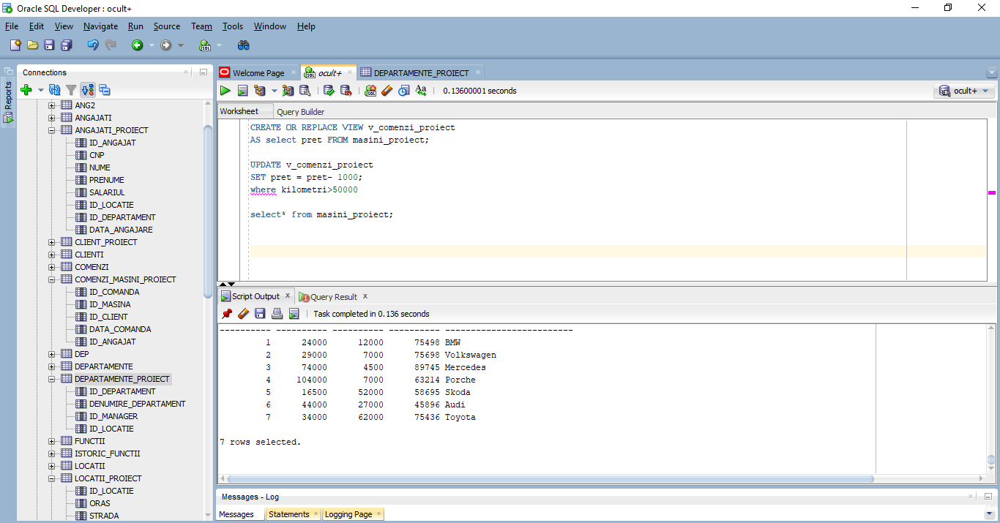 Oracle SQL Developer : ocult+
File Edit View Navigate Run Source Team Tools Window Help
Reports
Connections
ANG2
ANGAJATI
ANGAJATI_PROIECT
ID_ANGAJAT
CNP
NUME
PRENUME
SALARIUL
ID_LOCATIE
ID_DEPARTAMENT
DATA_ANGAJARE
CLIENT_PROIECT
CLIENTI
COMENZI
COMENZI_MASINI_PROIECT
ID_COMANDA
ID_MASINA
ID_CLIENT
DATA_COMANDA
ID_ANGAJAT
DEP
DEPARTAMENTE
DEPARTAMENTE_PROIECT
ID_DEPARTAMENT
DENUMIRE_DEPARTAMENT
ID_MANAGER
ID_LOCATIE
FUNCTII
ISTORIC_FUNCTII
LOCATII
LOCATII_PROIECT
ID_LOCATIE
ORAS
STRADA
Welcome Page ocult+ DEPARTAMENTE_PROIECT
0.13600001 seconds ocult+
Worksheet Query Builder
CREATE OR REPLACE VIEW v_comenzi_proiect
AS select pret FROM masini_proiect;
UPDATE v_comenzi_proiect
SET pret = pret- 1000;
where kilometri>50000
select* from masini_proiect;
Script Output x Query Result x
Task completed in 0.136 seconds
---------- ---------- ---------- ---------- -------------------------
1 24000 12000 75498 BMW
2 29000 7000 75698 Volkswagen
3 74000 4500 89745 Mercedes
4 104000 7000 63214 Porche
5 16500 52000 58695 Skoda
6 44000 27000 45896 Audi
7 34000 62000 75436 Toyota
7 rows selected.
Messages - Log
Messages Statements Logging Page